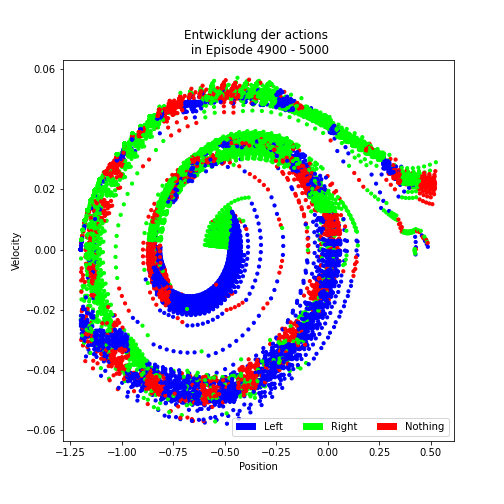 Entwicklung der actions
in Episode 4900 - 5000
0.06
0.04
0.02
0.00
−0.02
−0.04
−0.06
Velocity
Left
Right
Nothing
−1.25
−1.00
−0.75
−0.50
−0.25
0.00
0.25
0.50
Position